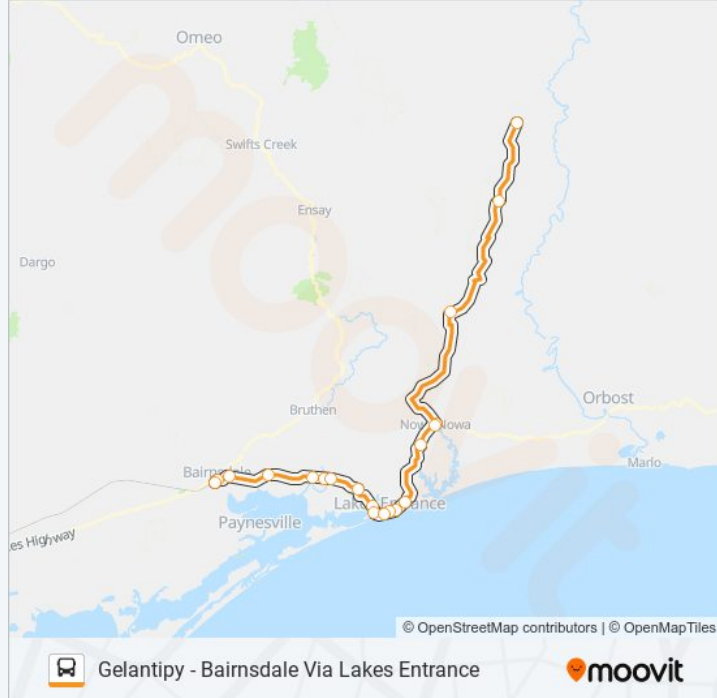 Omeo
Swifts Creek
Ensay
Dargo
Orbost
Bruthen
Nowa Nowa
Marlo
Bairnsdale
Lakes Entrance
Paynesville
es Highway
© OpenStreetMap contributors | © OpenMapTiles
Gelantipy - Bairnsdale Via Lakes Entrance
moovit